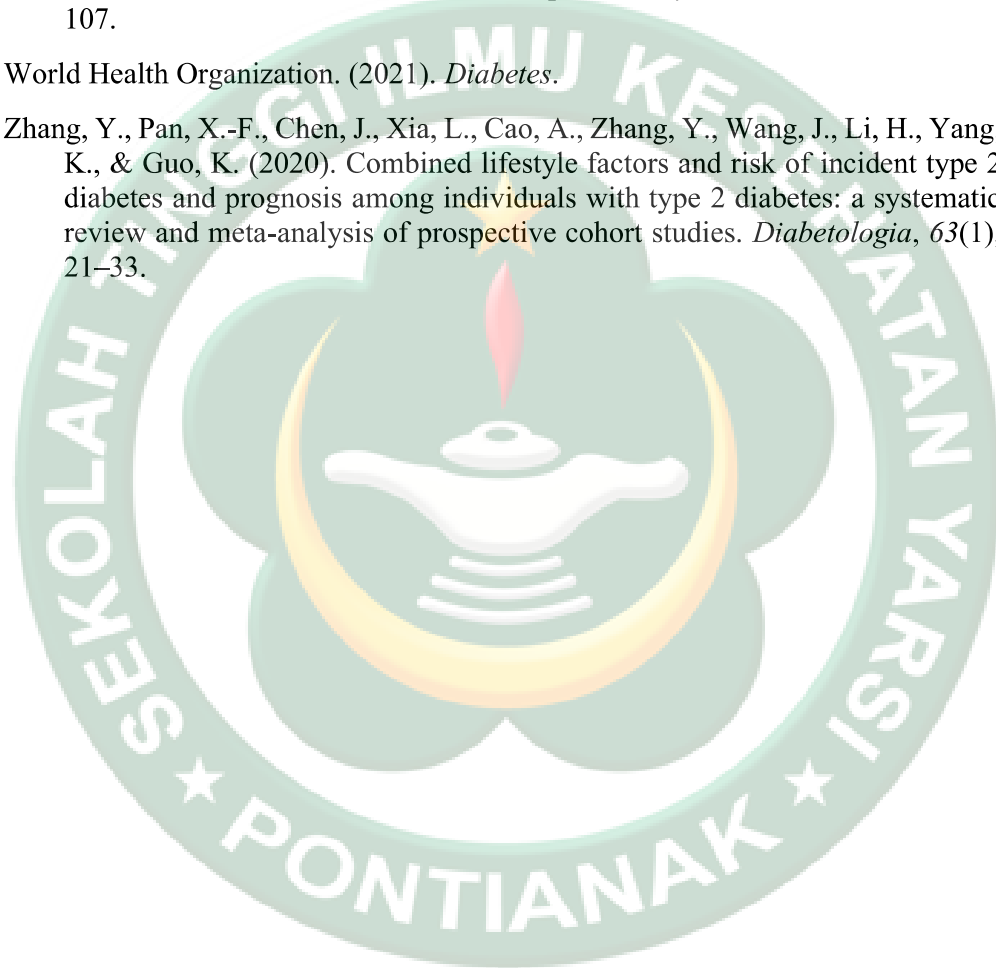 107.
World Health Organization. (2021). Diabetes.
Zhang, Y., Pan, X.-F., Chen, J., Xia, L., Cao, A., Zhang, Y., Wang, J., Li, H., Yang
K., & Guo, K. (2020). Combined lifestyle factors and risk of incident type 2
diabetes and prognosis among individuals with type 2 diabetes: a systematic
review and meta-analysis of prospective cohort studies. Diabetologia, 63(1),
21–33.
SEKOLAH TINGGI ILMU KESEHATAN YARSI
PONTIANAK